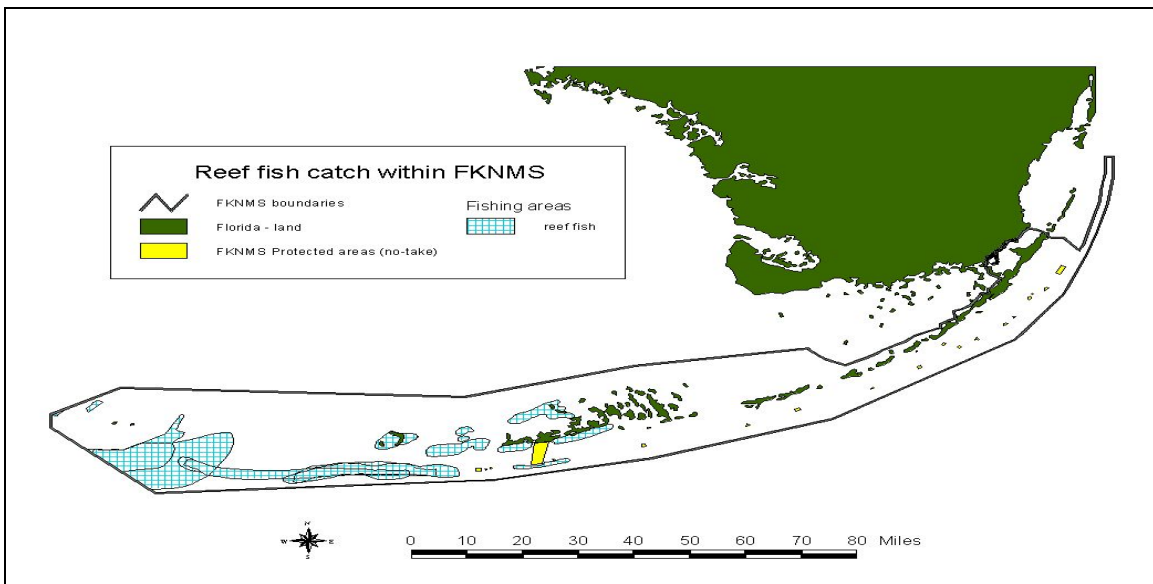 Reef fish catch within FKNMS
FKNMS boundaries
Fishing areas
Florida - land
reef fish
FKNMS Protected areas (no-take)
N
W E
S
0 10 20 30 40 50 60 70 80 Miles